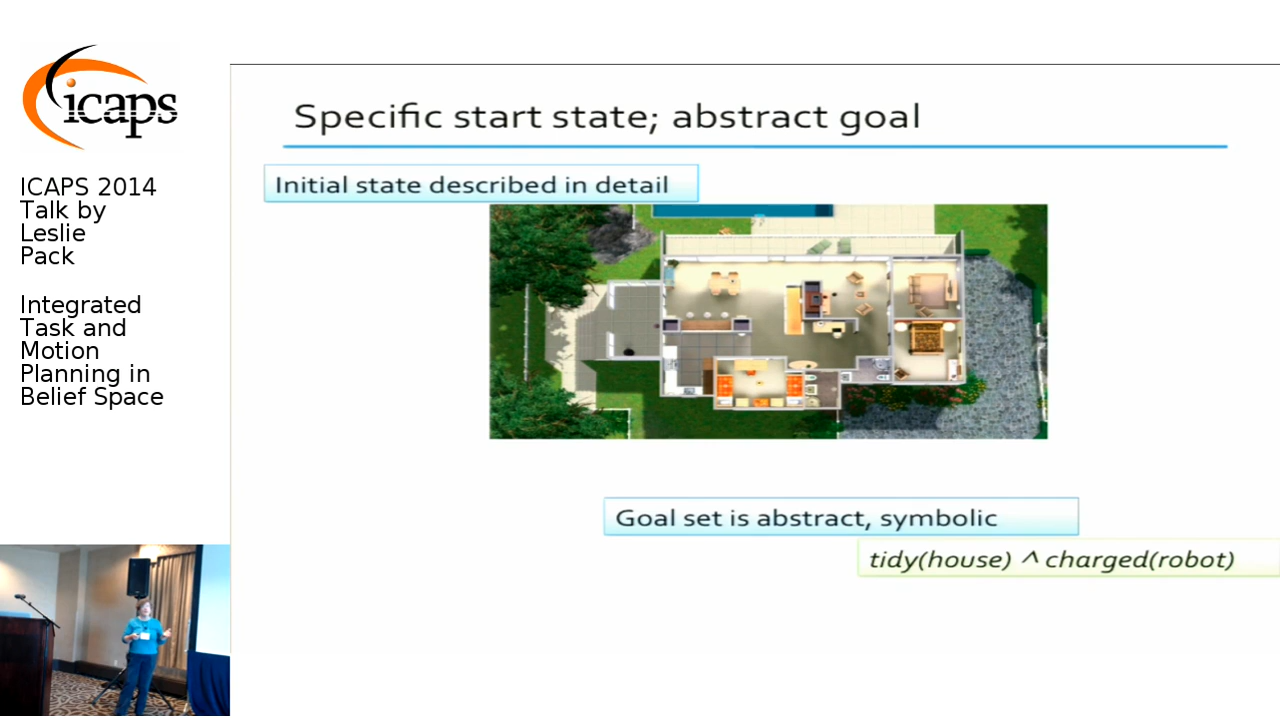 icaps
ICAPS 2014
Talk by
Leslie
Pack
Integrated
Task and
Motion
Planning in
Belief Space
Specific start state; abstract goal
Initial state described in detail
Goal set is abstract, symbolic
tidy(house) ^ charged(robot)